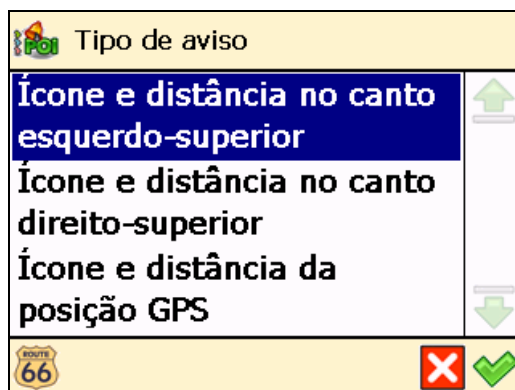 POI Tipo de aviso
Ícone e distância no canto
esquerdo-superior
Ícone e distância no canto
direito-superior
Ícone e distância da
posição GPS
ROUTE
66